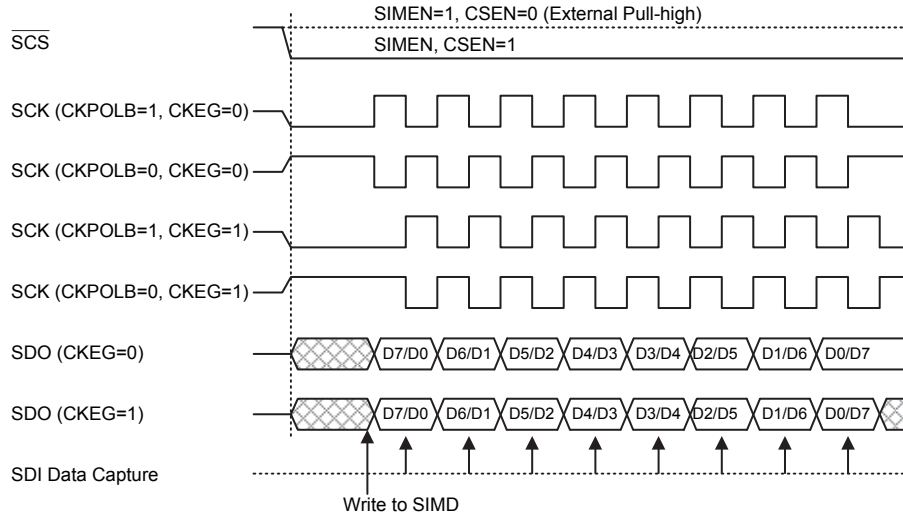 SIMEN=1, CSEN=0 (External Pull-high)
SCS
SIMEN, CSEN=1
SCK (CKPOLB=1, CKEG=0)
SCK (CKPOLB=0, CKEG=0)
SCK (CKPOLB=1, CKEG=1)
SCK (CKPOLB=0, CKEG=1)
SDO (CKEG=0) D7/D0 D6/D1 D5/D2 D4/D3 D3/D4 D2/D5 D1/D6 D0/D7
SDO (CKEG=1) D7/D0 D6/D1 D5/D2 D4/D3 D3/D4 D2/D5 D1/D6 D0/D7
SDI Data Capture
Write to SIMD